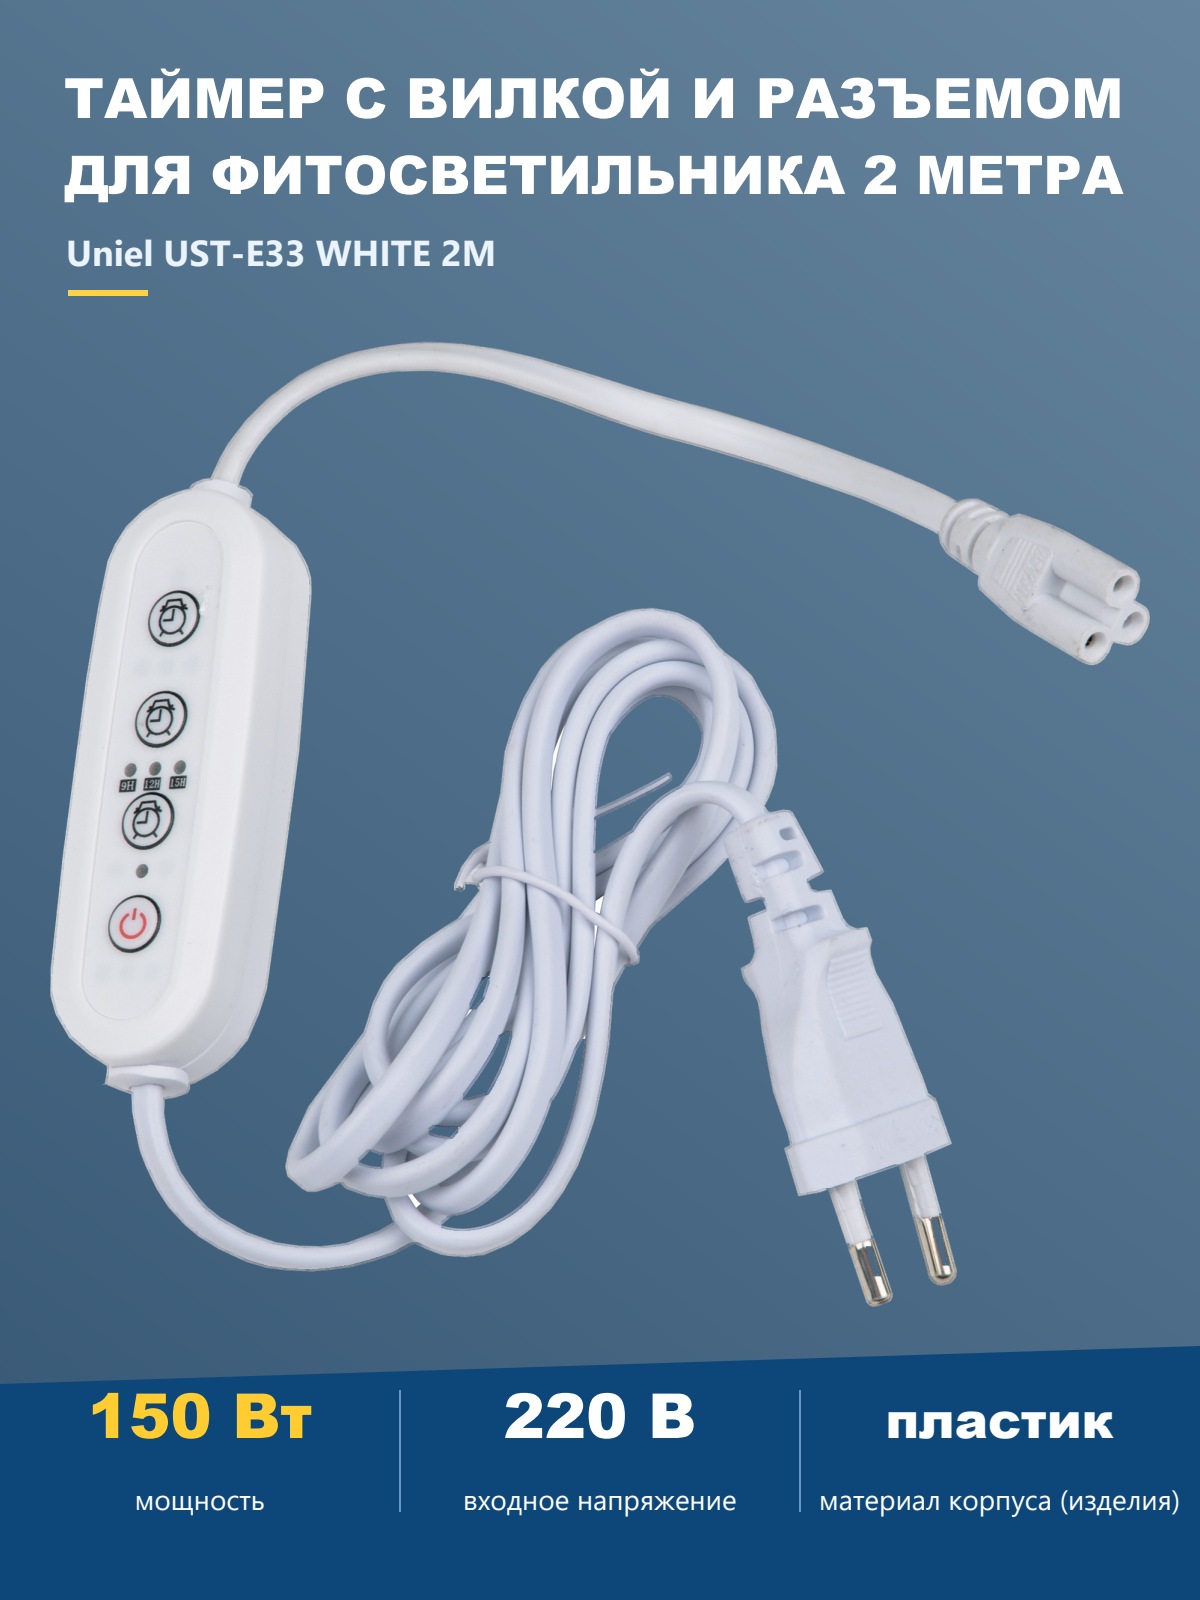 ТАЙМЕР С ВИЛКОЙ И РАЗЪЕМОМ
ДЛЯ ФИТОСВЕТИЛЬНИКА 2 МЕТРА
Uniel UST-E33 WHITE 2M
9H 12H 15H
150 Вт
мощность
220 В
входное напряжение
пластик
материал корпуса (изделия)